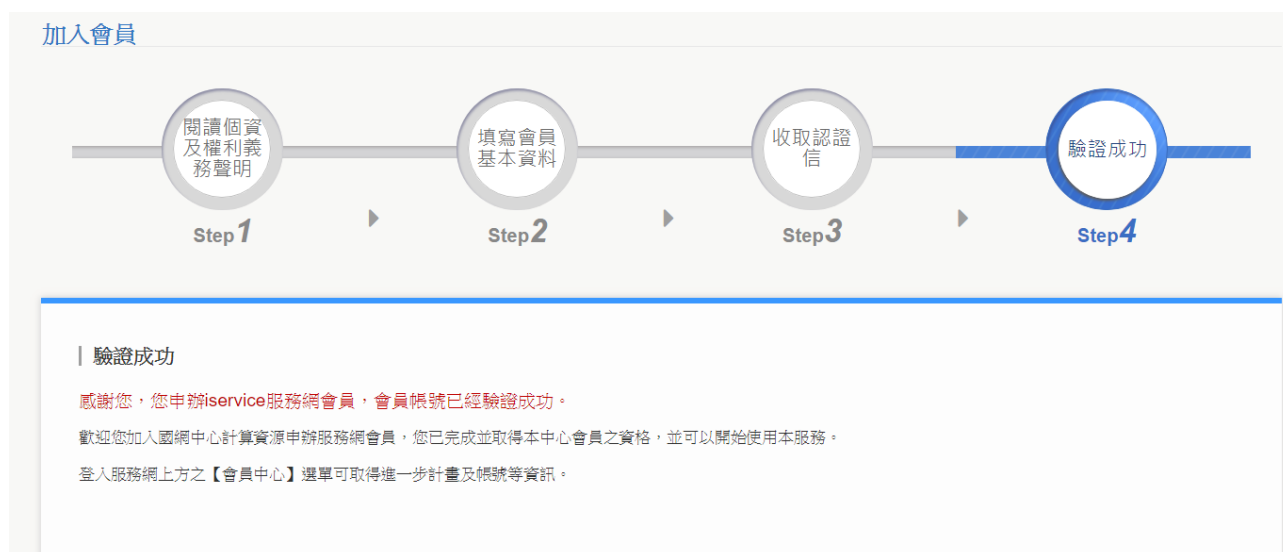 加入會員
閱讀個資
及權利義
務聲明
Step1
填寫會員
基本資料
Step2
收取認證
信
Step3
驗證成功
Step4
驗證成功
感謝您，您申辦iservice服務網會員，會員帳號已經驗證成功。
歡迎您加入國網中心計算資源申辦服務網會員，您已完成並取得本中心會員之資格，並可以開始使用本服務。
登入服務網上方之【會員中心】選單可取得進一步計畫及帳號等資訊。